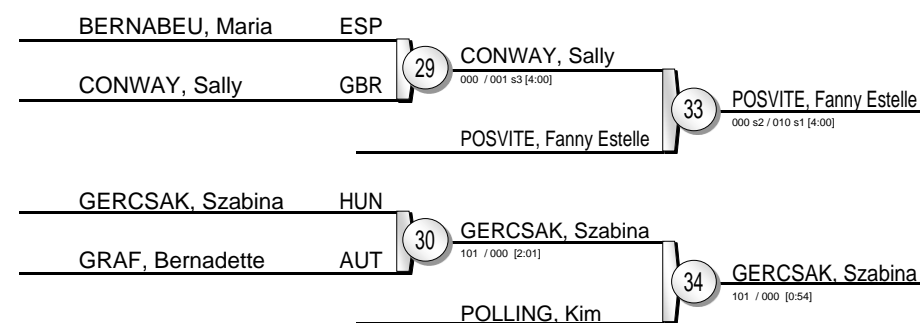 BERNABEU, Maria ESP
29
CONWAY, Sally
000 / 001 s3 [4:00]
CONWAY, Sally GBR
33
POSVITE, Fanny Estelle
000 s2 / 010 s1 [4:00]
POSVITE, Fanny Estelle
GERCSAK, Szabina HUN
30
GERCSAK, Szabina
101 / 000 [2:01]
GRAF, Bernadette AUT
34
GERCSAK, Szabina
101 / 000 [0:54]
POLLING, Kim